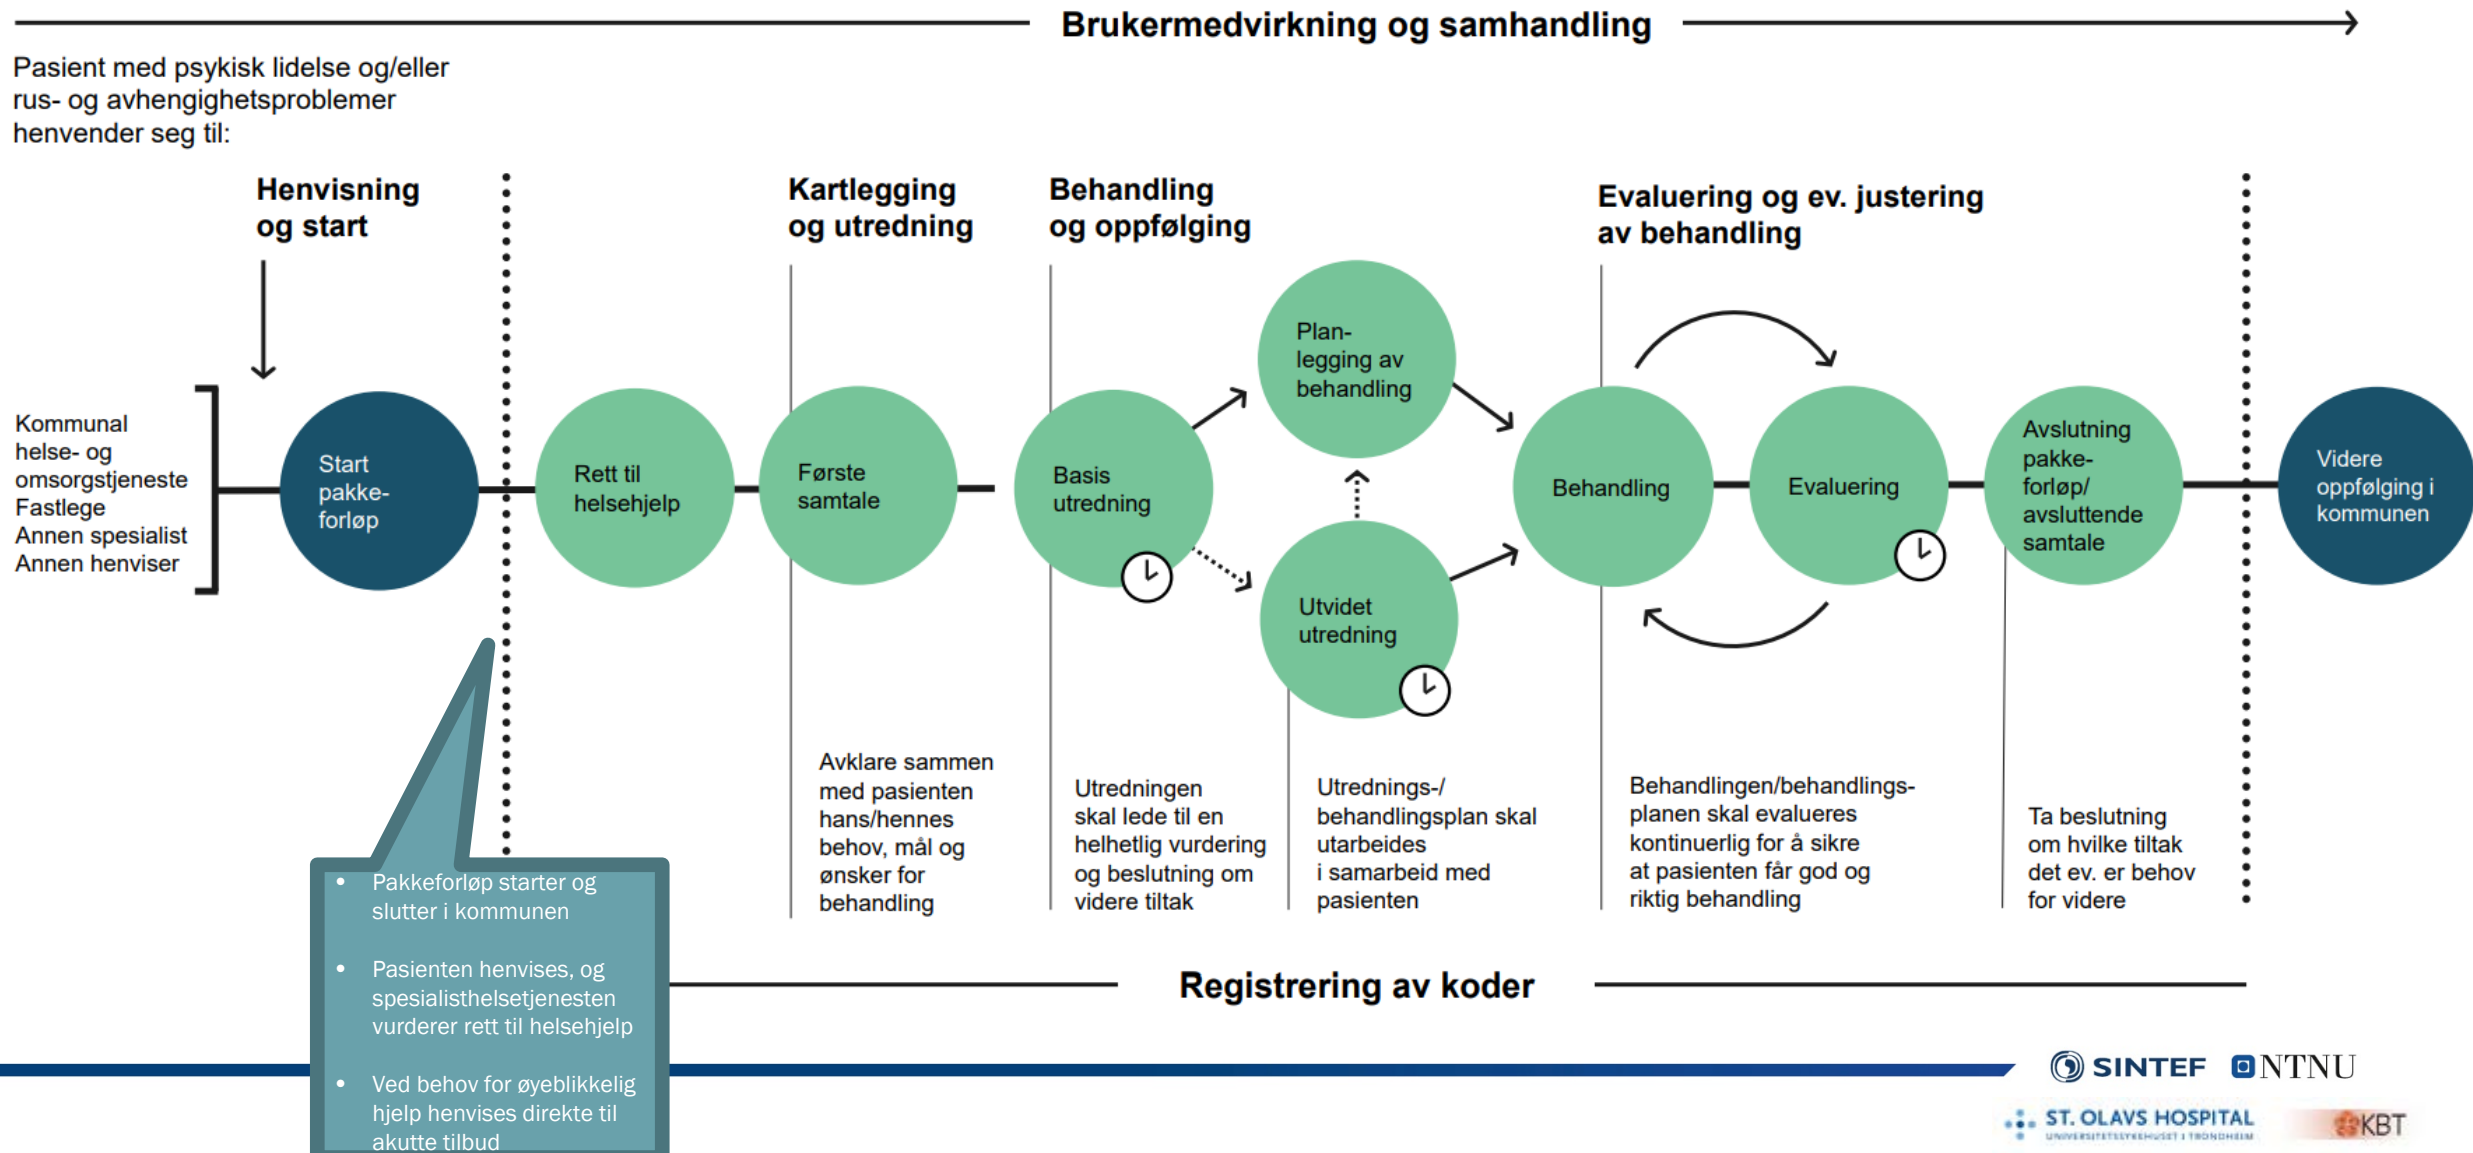 Brukermedvirkning og samhandling
Pasient med psykisk lidelse og/eller
rus- og avhengighetsproblemer
henvender seg til:
Henvisning
og start
Kartlegging
og utredning
Behandling
og oppfølging
Evaluering og ev. justering
av behandling
Kommunal
helse- og
omsorgstjeneste
Fastlege
Annen spesialist
Annen henviser
Start
pakke-
forløp
Rett til
helsehjelp
Første
samtale
Basis
utredning
Plan-
legging av
behandling
Utvidet
utredning
Behandling
Evaluering
Avslutning
pakke-
forløp/
avsluttende
samtale
Videre
oppfølging i
kommunen
Avklare sammen
med pasienten
hans/hennes
behov, mål og
ønsker for
behandling
Utredningen
skal lede til en
helhetlig vurdering
og beslutning om
videre tiltak
Utrednings-/
behandlingsplan skal
utarbeides
i samarbeid med
pasienten
Behandlingen/behandlings-
planen skal evalueres
kontinuerlig for å sikre
at pasienten får god og
riktig behandling
Ta beslutning
om hvilke tiltak
det ev. er behov
for videre
• Pakkeforløp starter og
slutter i kommunen
• Pasienten henvises, og
spesialisthelsetjenesten
vurderer rett til helsehjelp
• Ved behov for øyeblikkelig
hjelp henvises direkte til
akutte tilbud
Registrering av koder
SINTEF
NTNU
ST. OLAVS HOSPITAL
UNIVERSITETSSYKEHUSET I TRONDHEIM
KBT